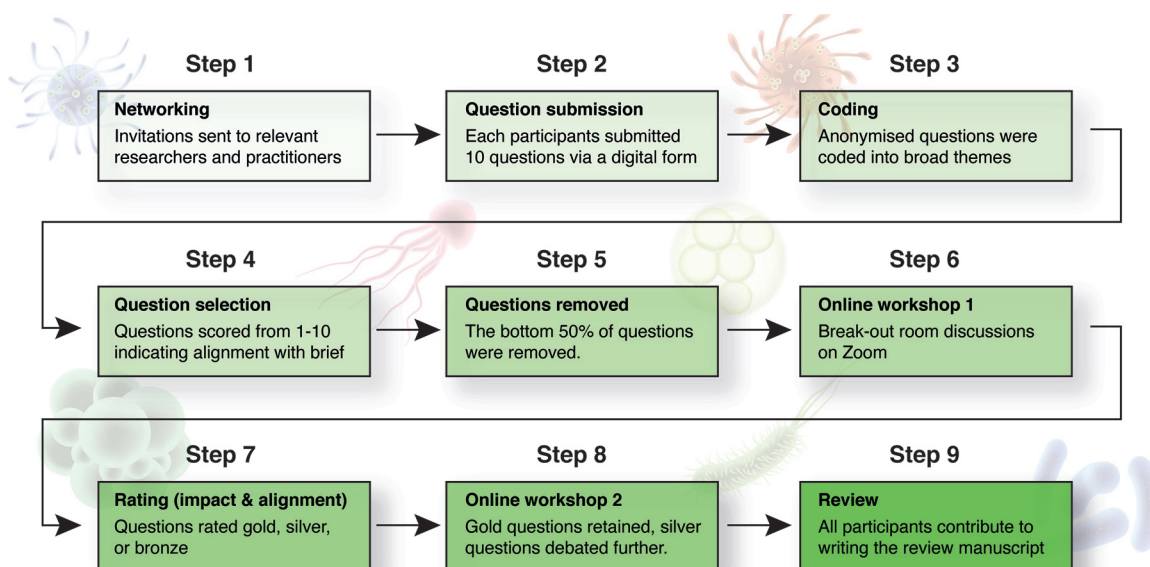 Step 1
Networking
Invitations sent to relevant
researchers and practitioners
Step 2
Question submission
Each participants submitted
10 questions via a digital form
Step 3
Coding
Anonymised questions were
coded into broad themes
Step 4
Question selection
Questions scored from 1-10
indicating alignment with brief
Step 5
Questions removed
The bottom 50% of questions
were removed.
Step 6
Online workshop 1
Break-out room discussions
on Zoom
Step 7
Rating (impact & alignment)
Questions rated gold, silver,
or bronze
Step 8
Online workshop 2
Gold questions retained, silver
questions debated further.
Step 9
Review
All participants contribute to
writing the review manuscript